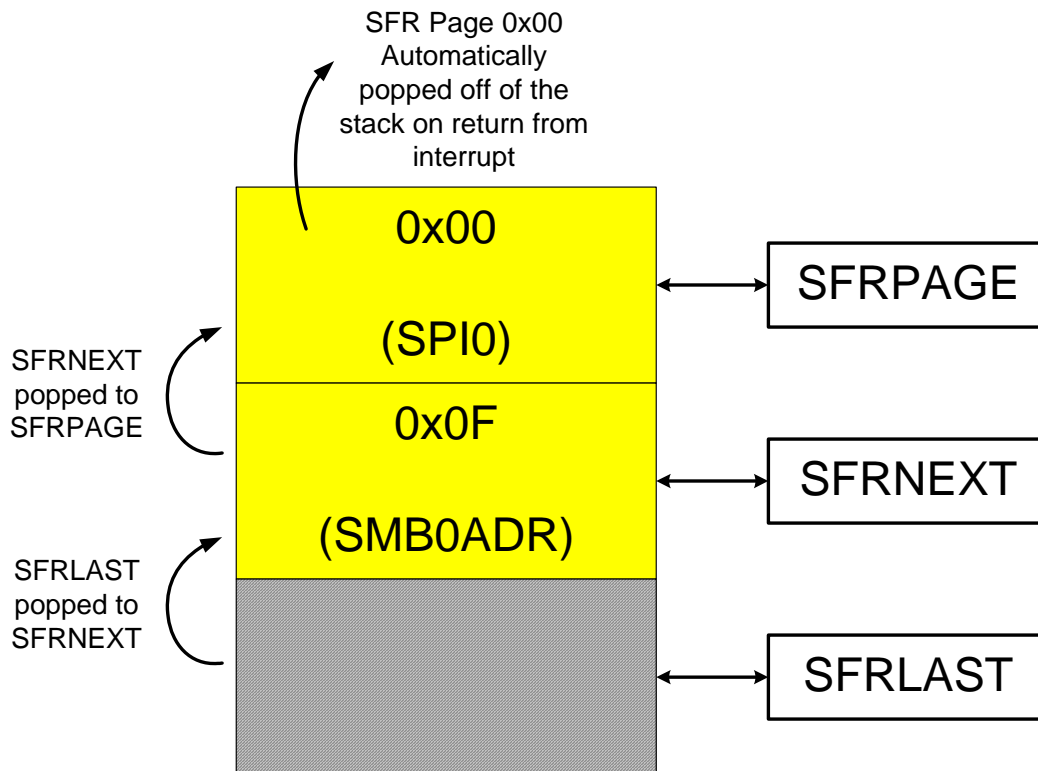 SFR Page 0x00
Automatically
popped off of the
stack on return from
interrupt
0x00
(SPI0)
SFRPAGE
SFRNEXT
popped to
SFRPAGE
0x0F
(SMB0ADR)
SFRNEXT
SFRLAST
popped to
SFRNEXT
SFRLAST